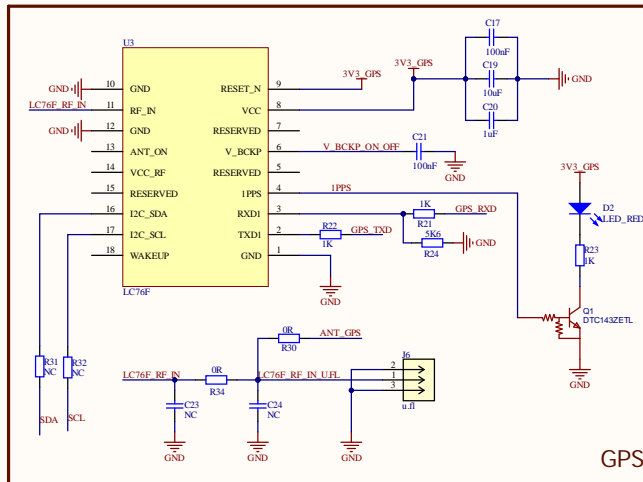 U3
10 GND RESET_N 9 3V3_GPS
GND
LC76F_RF_IN 11 RF_IN VCC 8
3V3_GPS
C17
100nF
C19
10uF
C20
1uF
GND
GND 12 GND RESERVED 7
13 ANT_ON V_BCKP 6 V_BCKP_ON_OFF
C21
100nF
GND
14 VCC_RF RESERVED 5
15 RESERVED 1PPS 4 1PPS
16 I2C_SDA RXD1 3
1K
R21
GPS_RXD
17 I2C_SCL TXD1 2
R22
1K
GPS_TXD
5K6
R24
GND
18 WAKEUP GND 1
LC76F
GND
3V3_GPS
D2
LED_RED
R23
1K
Q1
DTC143ZETL
GND
R31
NC
R32
NC
SDA
SCL
0R
R30
ANT_GPS
LC76F_RF_IN
0R
R34
LC76F_RF_IN_U.FL
C23
NC
GND
C24
NC
GND
J6
2
1
3
u.fl
GND
GPS